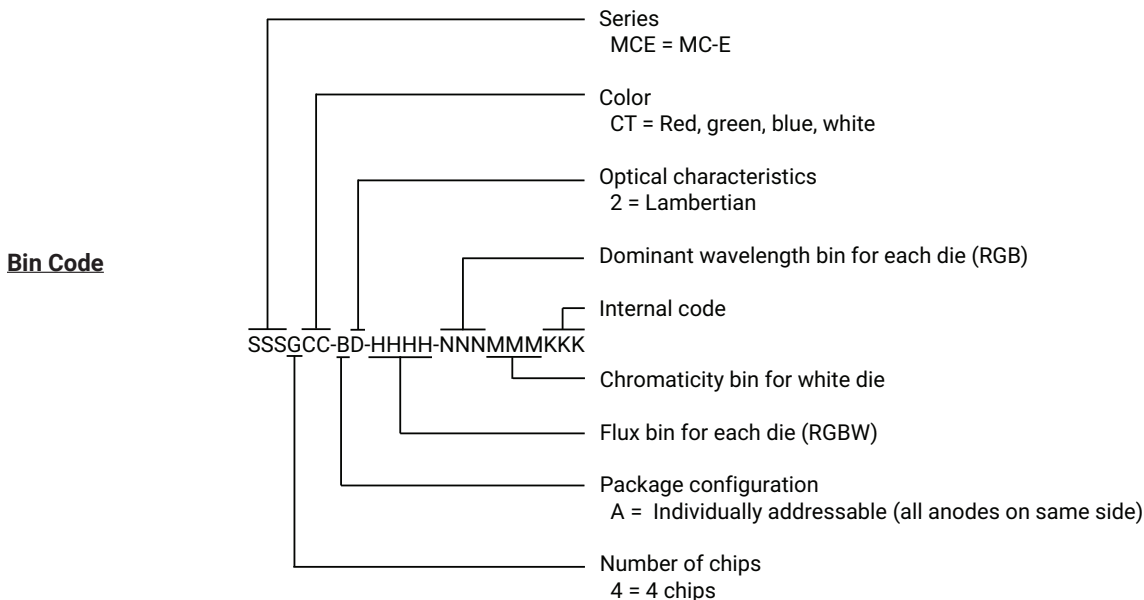 Series
MCE = MC-E
Color
CT = Red, green, blue, white
Optical characteristics
2 = Lambertian
Dominant wavelength bin for each die (RGB)
Bin Code
Internal code
SSSGCC-BD-HHHH-NNNMMMKKK
Chromaticity bin for white die
Flux bin for each die (RGBW)
Package configuration
A = Individually addressable (all anodes on same side)
Number of chips
4 = 4 chips